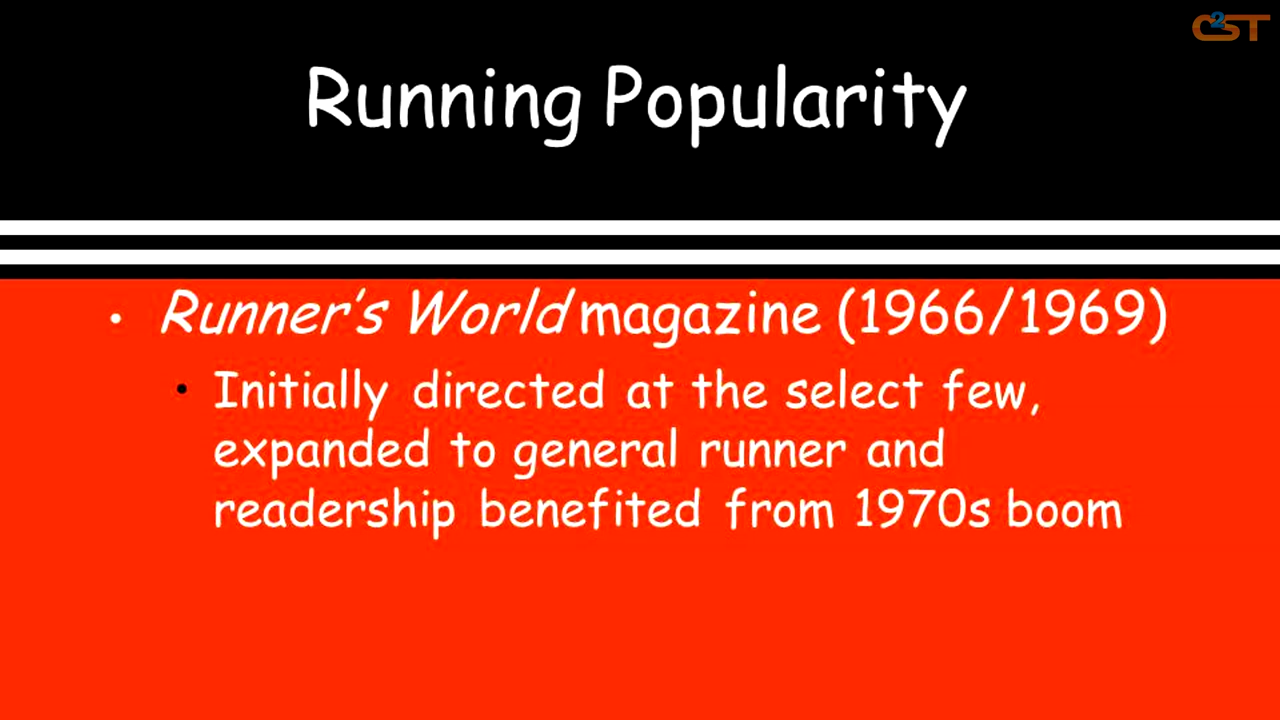 C2ST
Running Popularity
• Runner's World magazine (1966/1969)
• Initially directed at the select few,
expanded to general runner and
readership benefited from 1970s boom